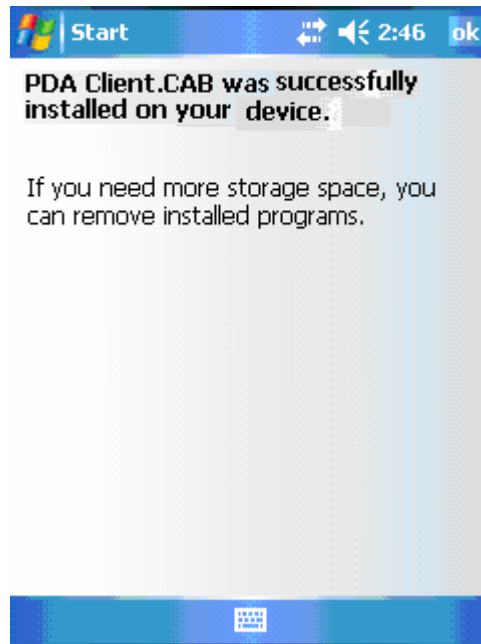 Start 2:46 ok
PDA Client.CAB was successfully
installed on your device.
If you need more storage space, you
can remove installed programs.